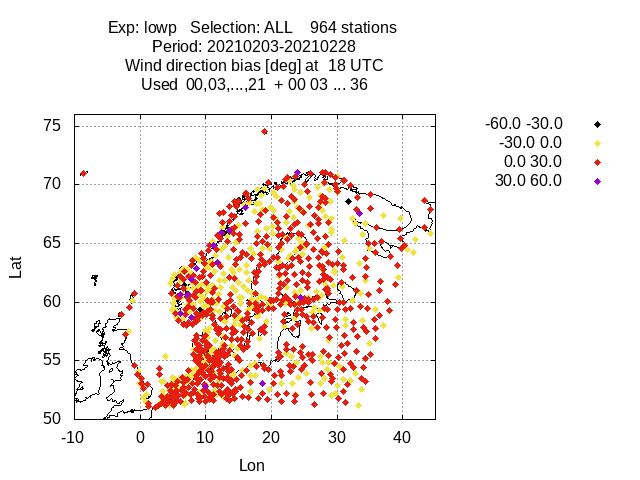 Exp: lowp   Selection: ALL    964 stations
Period: 20210203-20210228
Wind direction bias [deg] at  18 UTC
Used  00,03,...,21  + 00 03 ... 36
-60.0 -30.0
-30.0 0.0
0.0 30.0
30.0 60.0
75
70
65
60
55
50
Lat
-10 0 10 20 30 40
Lon